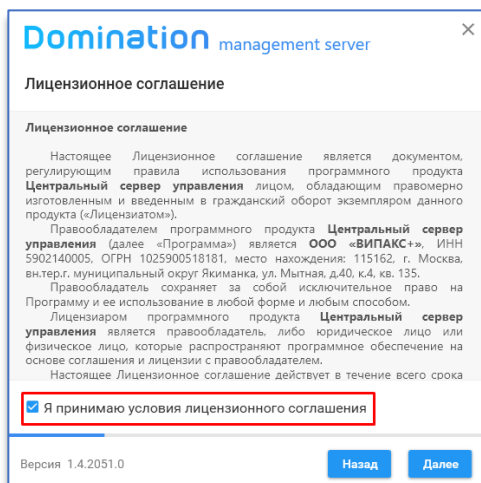 Domination management server
Лицензионное соглашение
Лицензионное соглашение
Настоящее Лицензионное соглашение является документом,
регулирующим правила использования программного продукта
Центральный сервер управления лицом, обладающим правомерно
изготовленным и введенным в гражданский оборот экземпляром данного
продукта («Лицензиатом»).
Правообладателем программного продукта Центральный сервер
управления (далее «Программа») является ООО «ВИПАКС+», ИНН
5902140005, ОГРН 1025900518181, место нахождения: 115162, г. Москва,
вн.тер.г. муниципальный округ Якиманка, ул. Мытная, д.40, к.4, кв. 135.
Правообладатель сохраняет за собой исключительное право на
Программу и ее использование в любой форме и любым способом.
Лицензиаром программного продукта Центральный сервер
управления является правообладатель, либо юридическое лицо или
физическое лицо, которые распространяют программное обеспечение на
основе соглашения и лицензии с правообладателем.
Настоящее Лицензионное соглашение действует в течение всего срока
Я принимаю условия лицензионного соглашения
Версия 1.4.2051.0
Назад
Далее